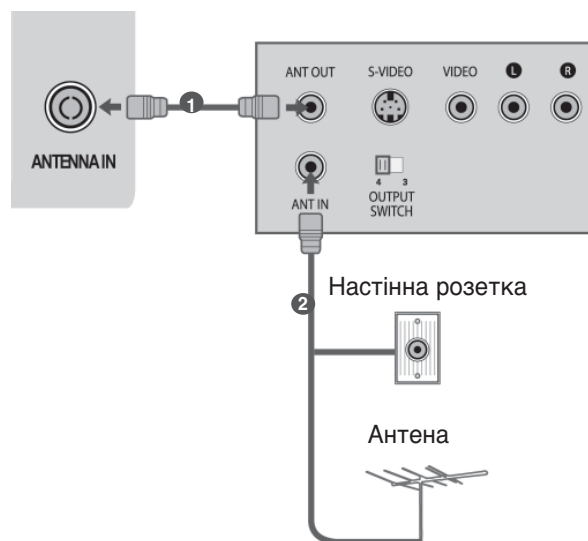 ANT OUT S-VIDEO VIDEO L R
1
ANTENNA IN
ANT IN
4 3
OUTPUT
SWITCH
2
Настінна розетка
Антена